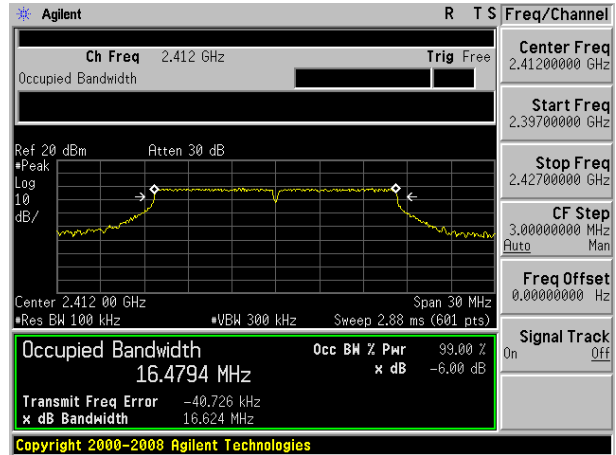 Agilent R T S Freq/Channel
Ch Freq 2.412 GHz Trig Free
Occupied Bandwidth
Center Freq
2.41200000 GHz
Start Freq
2.39700000 GHz
Stop Freq
2.42700000 GHz
CF Step
3.00000000 MHz
Auto Man
Freq Offset
0.00000000 Hz
Signal Track
On Off
Ref 20 dBm Atten 30 dB
#Peak
Log
10
dB/
Center 2.412 00 GHz Span 30 MHz
#Res BW 100 kHz #VBW 300 kHz Sweep 2.88 ms (601 pts)
Occupied Bandwidth Occ BW % Pwr 99.00 %
16.4794 MHz x dB -6.00 dB
Transmit Freq Error -40.726 kHz
x dB Bandwidth 16.624 MHz
Copyright 2000-2008 Agilent Technologies